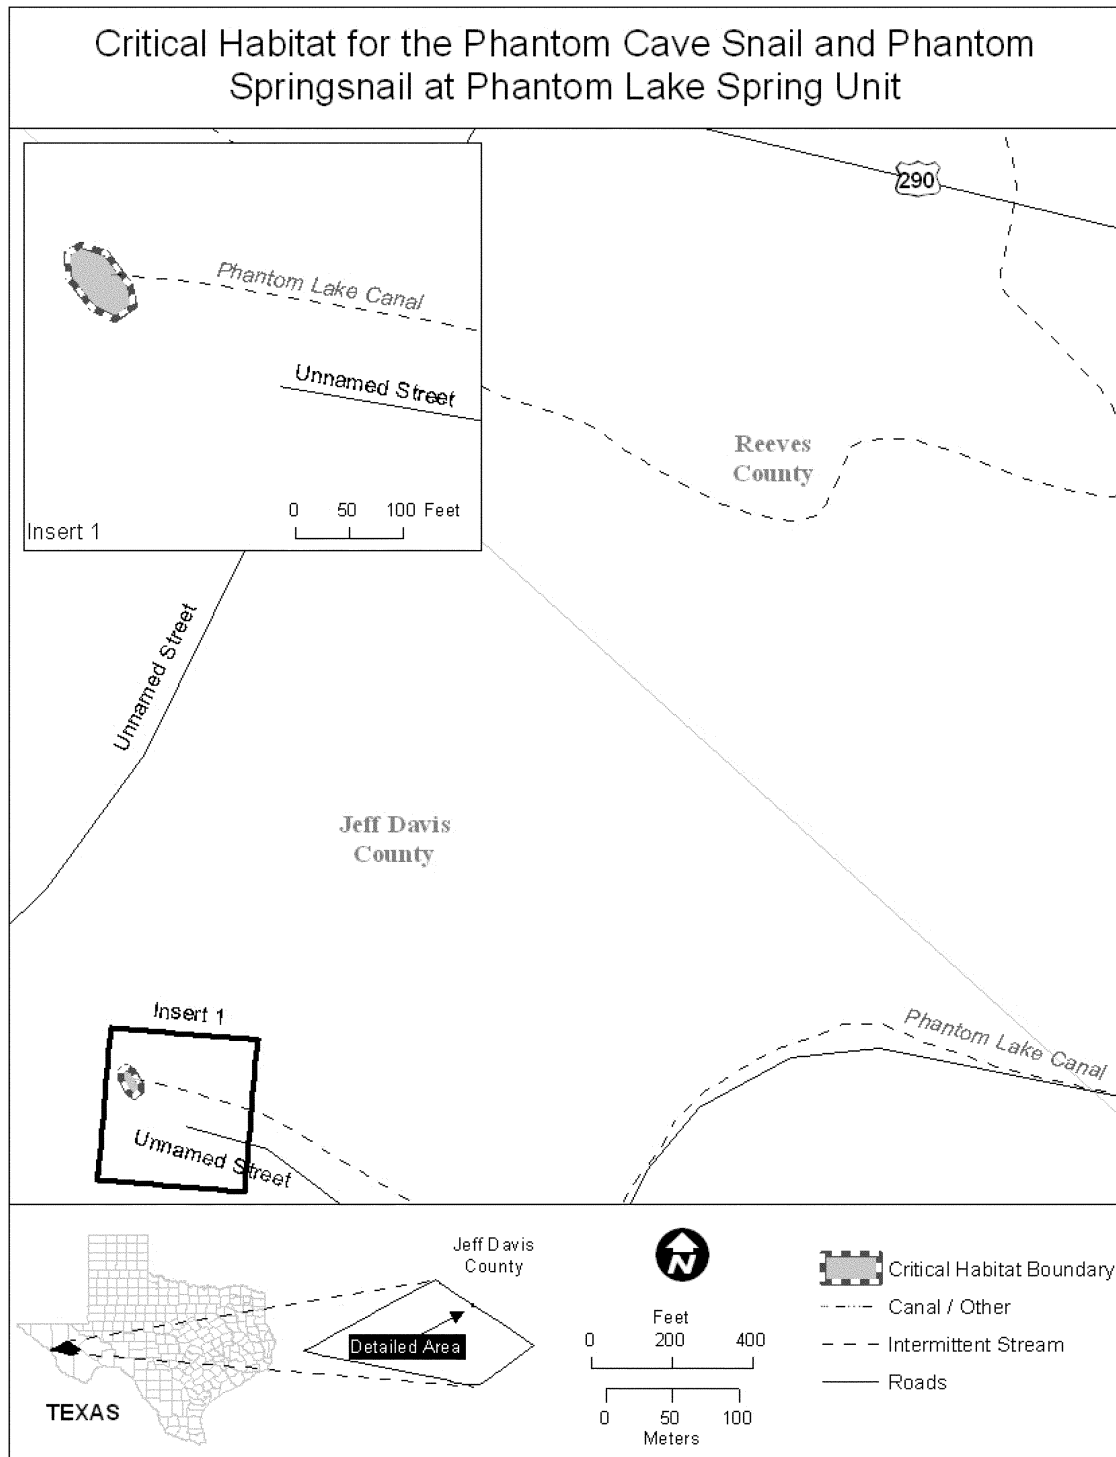 Critical Habitat for the Phantom Cave Snail and Phantom
Springsnail at Phantom Lake Spring Unit
290
Phantom Lake Canal
Unnamed Street
0 50 100 Feet
Insert 1
Reeves
County
Unnamed Street
Jeff Davis
County
Insert 1
Unnamed Street
Phantom Lake Canal
TEXAS
Jeff Davis
County
Detailed Area
N
Feet
0 200 400
0 50 100
Meters
Critical Habitat Boundary
Canal / Other
Intermittent Stream
Roads